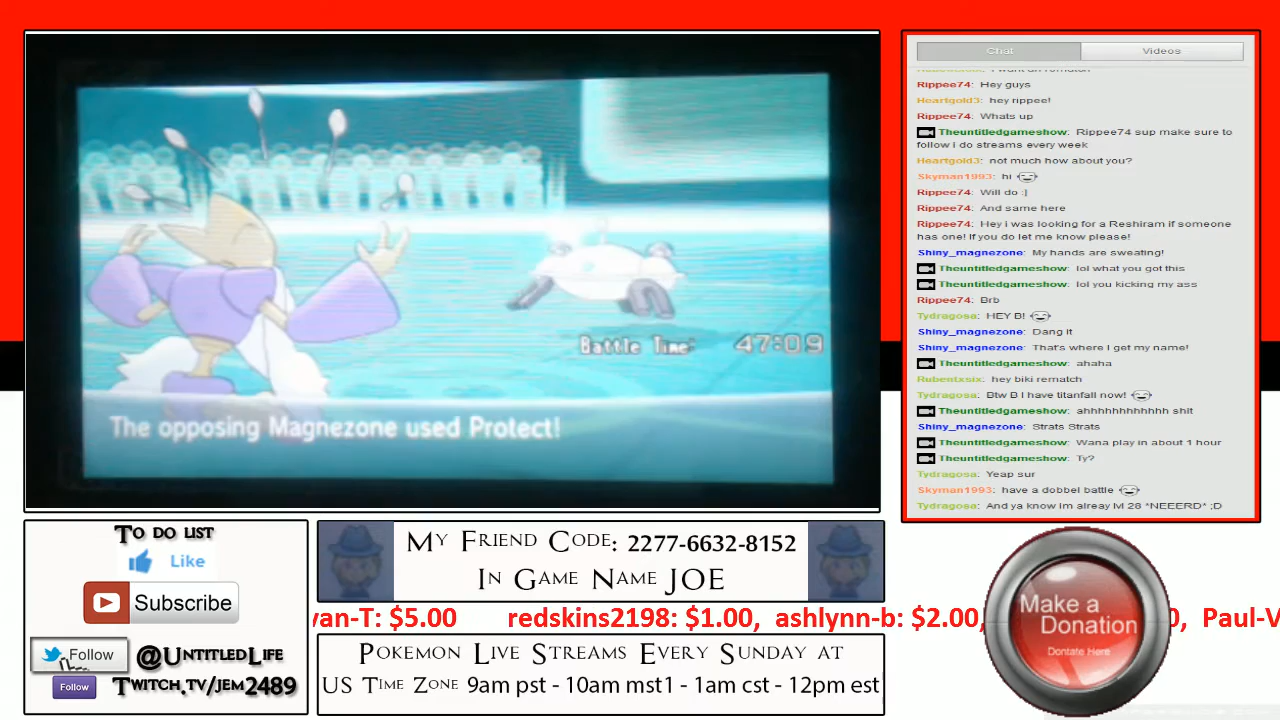 Chat
Videos
Rippee74: Hey guys
Heartgold3: hey rippee!
Rippee74: Whats up
Theuntitledgameshow: Rippee74 sup make sure to
follow i do streams every week
Heartgold3: not much how about you?
Skyman1993: hi
Rippee74: Will do :]
Rippee74: And same here
Rippee74: Hey i was looking for a Reshiram if someone
has one! If you do let me know please!
Shiny_magnezone: My hands are sweating!
Theuntitledgameshow: lol what you got this
Theuntitledgameshow: lol you kicking my ass
Rippee74: Brb
Tydragosa: HEY B!
Shiny_magnezone: Dang it
Shiny_magnezone: That's where I get my name!
Theuntitledgameshow: ahaha
Rubentxsix: hey biki rematch
Tydragosa: Btw B I have titanfall now!
Theuntitledgameshow: ahhhhhhhhhhhh shit
Shiny_magnezone: Strats Strats
Theuntitledgameshow: Wana play in about 1 hour
Theuntitledgameshow: Ty?
Tydragosa: Yeap sur
Skyman1993: have a dobbel battle
Tydragosa: And ya know im alreay lvl 28 *NEEERD* ;D
Battle Time: 47:09
The opposing Magnezone used Protect!
To do list
Like
Subscribe
Follow @UntitledLife
Follow Twitch.tv/jem2489
My Friend Code: 2277-6632-8152
In Game Name JOE
van-T: $5.00 redskins2198: $1.00, ashlynn-b: $2.00, 0, Paul-V
Pokemon Live Streams Every Sunday at
US Time Zone 9am pst - 10am mst1 - 1am cst - 12pm est
Make a
Donation
Dontate Here